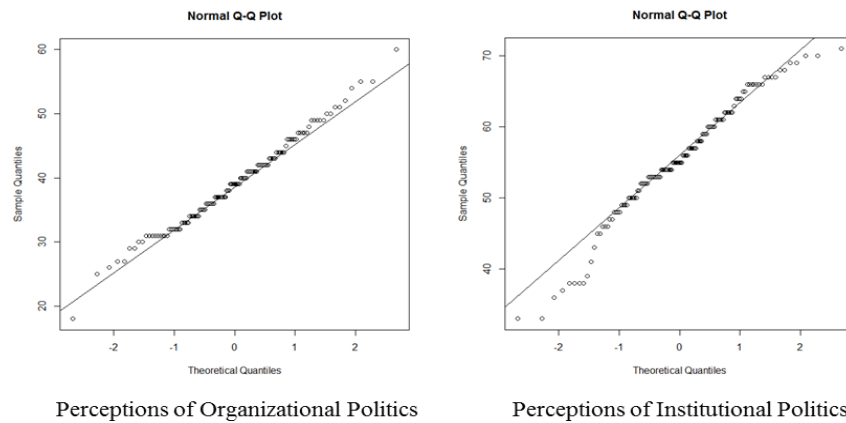 Normal Q-Q Plot
60
50
40
30
20
Sample Quantiles
-2 -1 0 1 2
Theoretical Quantiles
Perceptions of Organizational Politics
Normal Q-Q Plot
70
60
50
40
Sample Quantiles
-2 -1 0 1 2
Theoretical Quantiles
Perceptions of Institutional Politics